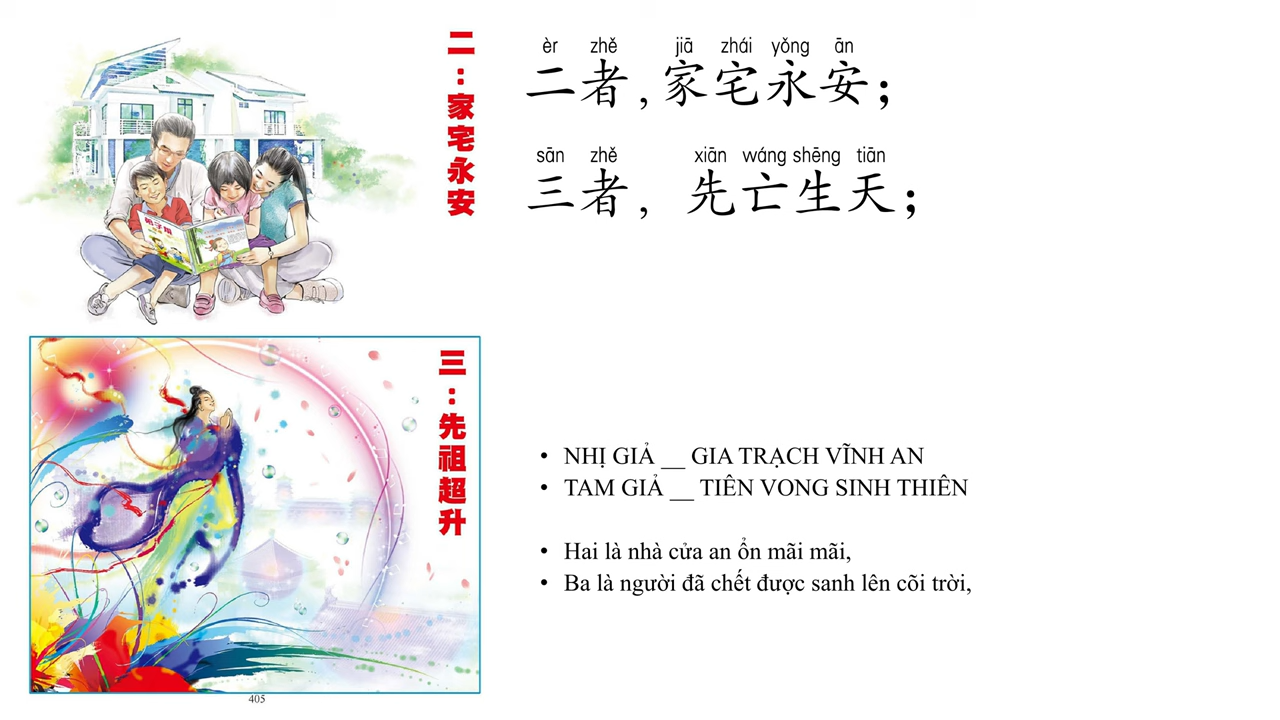 二：家宅永安
èr zhě jiā zhái yǒng ān
二者,家宅永安；
sān zhě xiān wáng shēng tiān
三者, 先亡生天；
弟子规
三：先祖超升
• NHỊ GIẢ __ GIA TRẠCH VĨNH AN
• TAM GIẢ __ TIÊN VONG SINH THIÊN
• Hai là nhà cửa an ổn mãi mãi,
• Ba là người đã chết được sanh lên cõi trời,
405